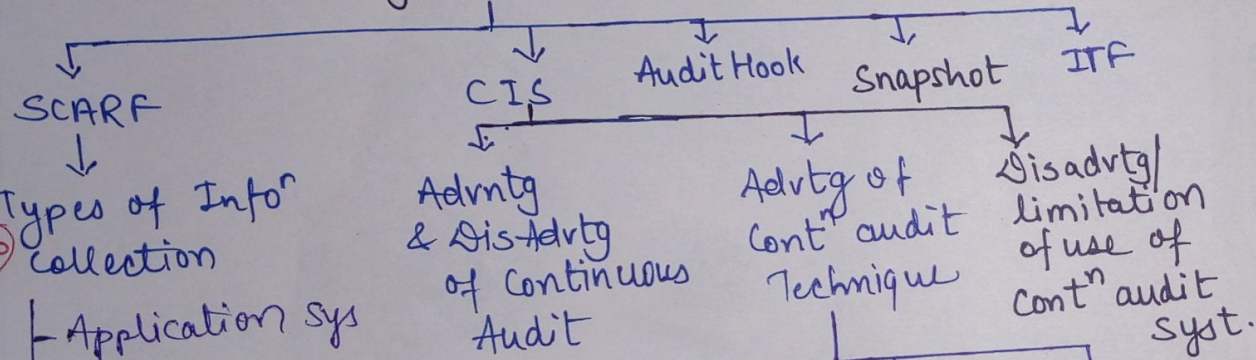 SCARF
CIS
Audit Hook
Snapshot
ITF
Types of Infoⁿ
Collection
Application Sys
Advntg
& Dis-Advtg
of Continuous
Audit
Advtg of
Contⁿ audit
Technique
Disadvtg/
limitation
of use of
Contⁿ audit
syst.